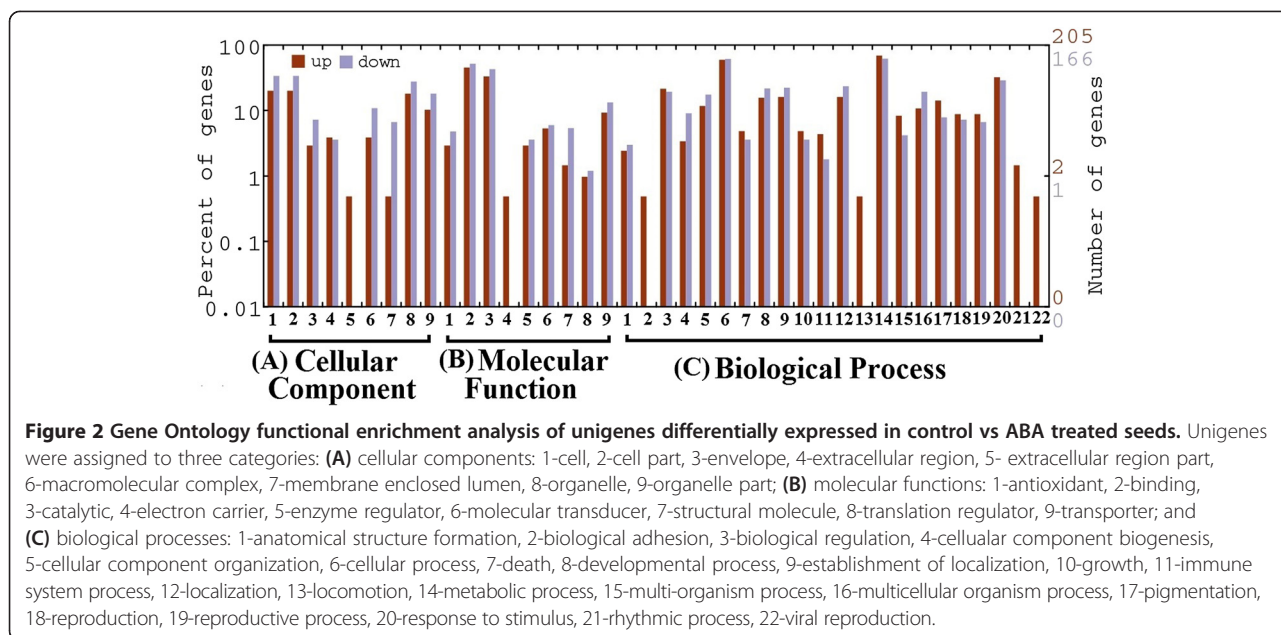 100
10
1
0.1
0.01
Percent of genes
up down
205
166
2
1
0
0
Number of genes
1 2 3 4 5 6 7 8 9 1 2 3 4 5 6 7 8 9 1 2 3 4 5 6 7 8 9 10 11 12 13 14 15 16 17 18 19 20 21 22
(A) Cellular Component
(B) Molecular Function
(C) Biological Process
Figure 2 Gene Ontology functional enrichment analysis of unigenes differentially expressed in control vs ABA treated seeds. Unigenes
were assigned to three categories: (A) cellular components: 1-cell, 2-cell part, 3-envelope, 4-extracellular region, 5- extracellular region part,
6-macromolecular complex, 7-membrane enclosed lumen, 8-organelle, 9-organelle part; (B) molecular functions: 1-antioxidant, 2-binding,
3-catalytic, 4-electron carrier, 5-enzyme regulator, 6-molecular transducer, 7-structural molecule, 8-translation regulator, 9-transporter; and
(C) biological processes: 1-anatomical structure formation, 2-biological adhesion, 3-biological regulation, 4-cellualar component biogenesis,
5-cellular component organization, 6-cellular process, 7-death, 8-developmental process, 9-establishment of localization, 10-growth, 11-immune
system process, 12-localization, 13-locomotion, 14-metabolic process, 15-multi-organism process, 16-multicellular organism process, 17-pigmentation,
18-reproduction, 19-reproductive process, 20-response to stimulus, 21-rhythmic process, 22-viral reproduction.